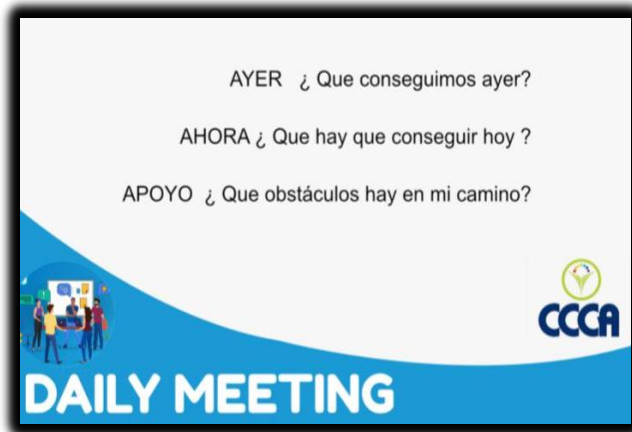 AYER ¿ Que conseguimos ayer?
AHORA ¿ Que hay que conseguir hoy ?
APOYO ¿ Que obstáculos hay en mi camino?
CCCA
DAILY MEETING